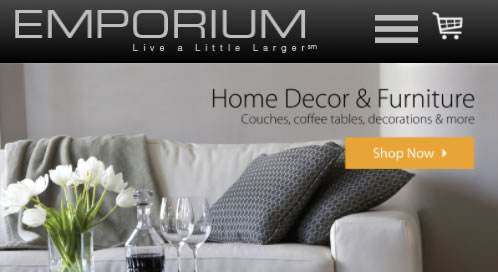 EMPORIUM
Live a Little Larger℠
Home Decor & Furniture
Couches, coffee tables, decorations & more
Shop Now